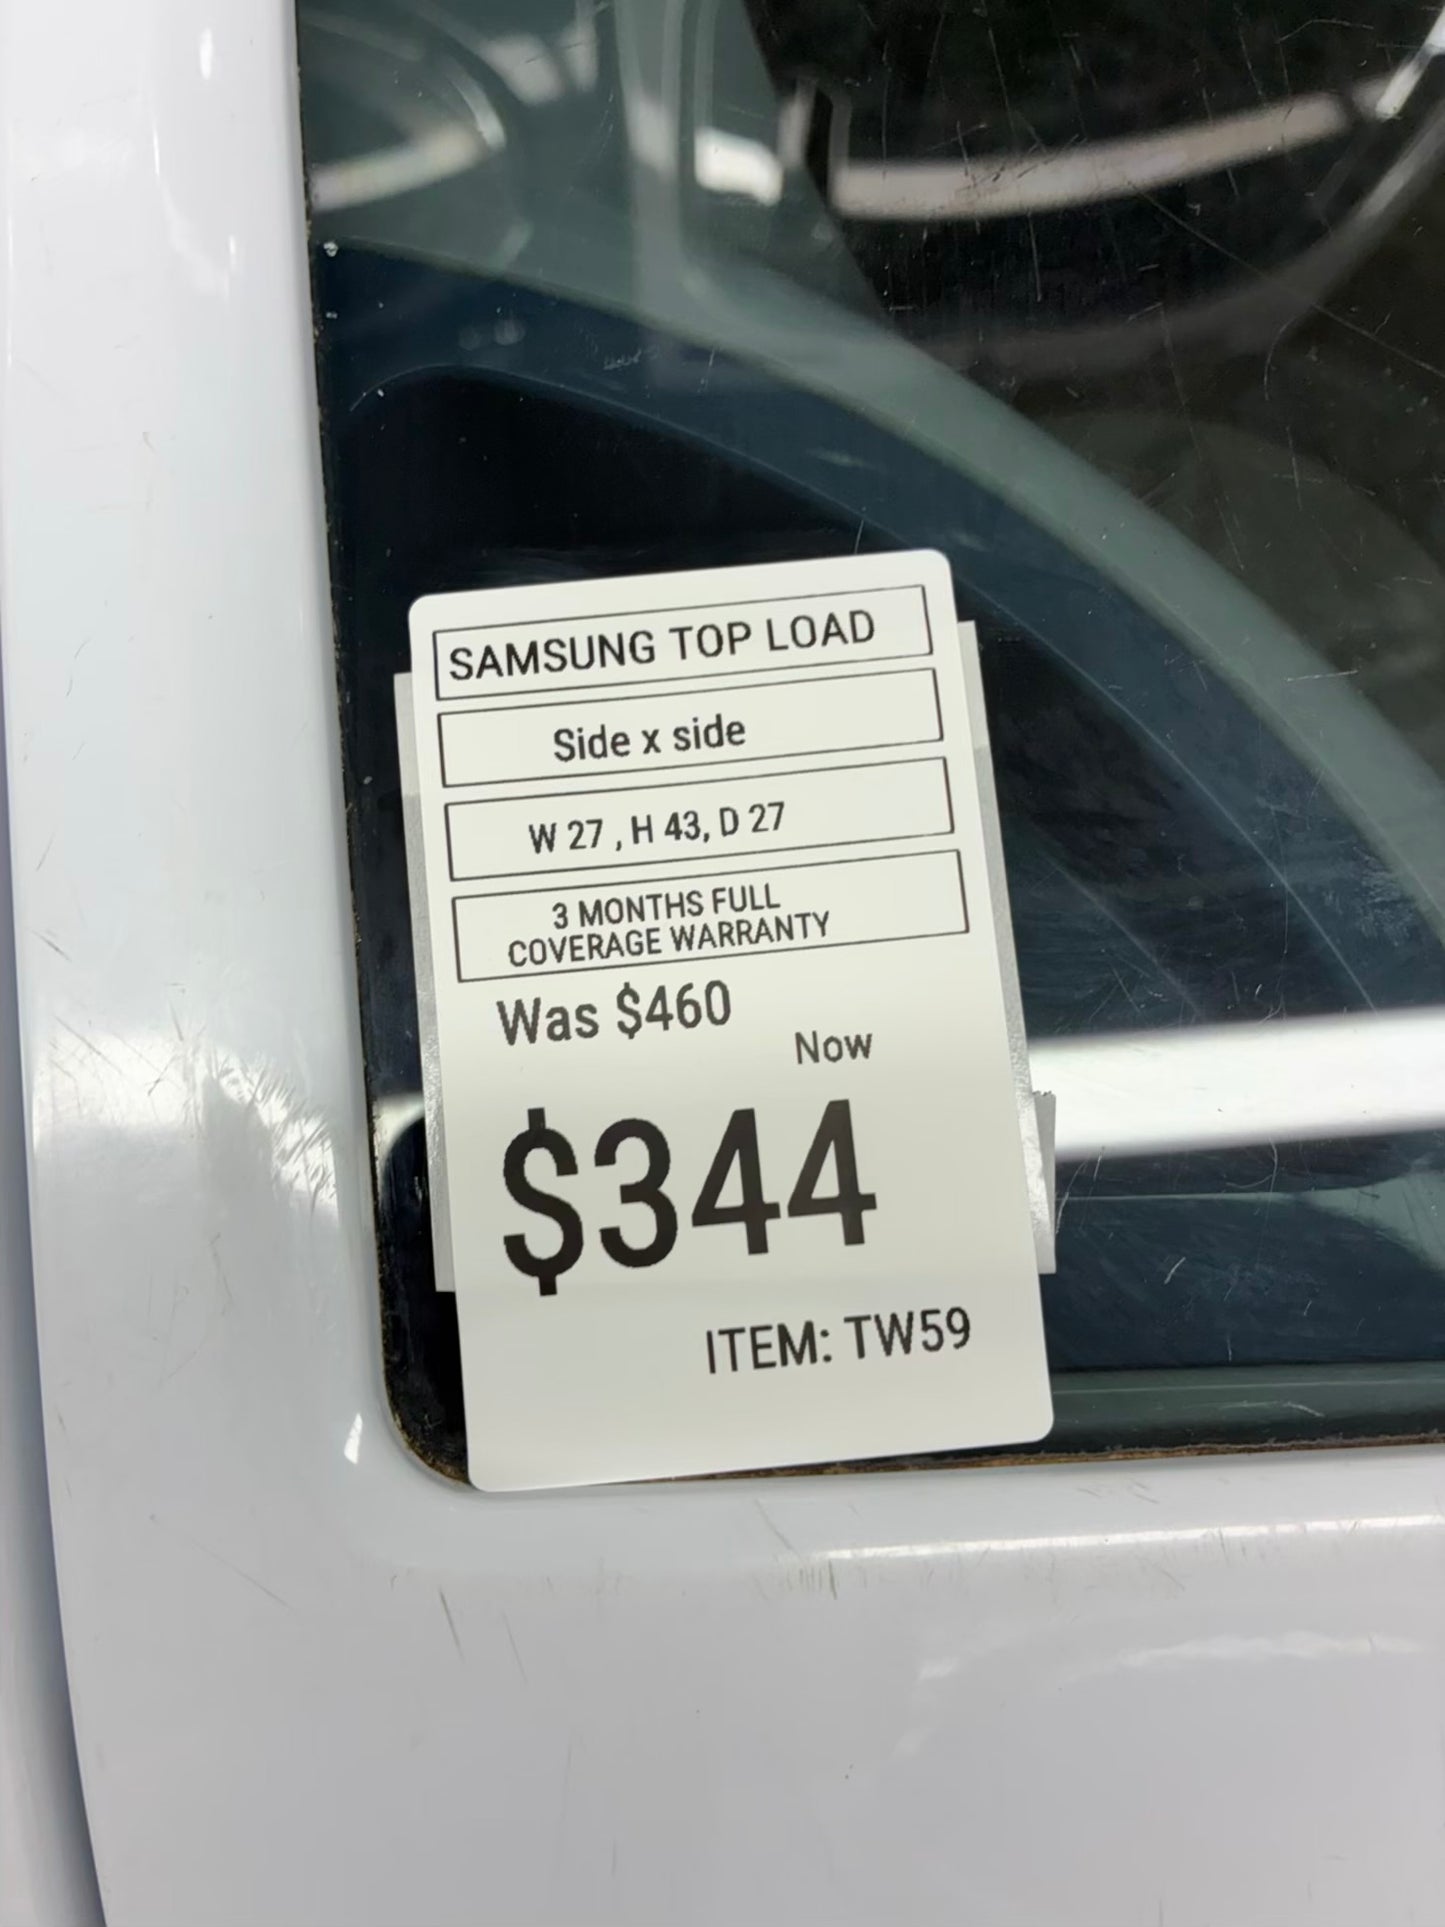 SAMSUNG TOP LOAD
Side x side
W 27 , H 43, D 27
3 MONTHS FULL
COVERAGE WARRANTY
Was $460
Now
$344
ITEM: TW59